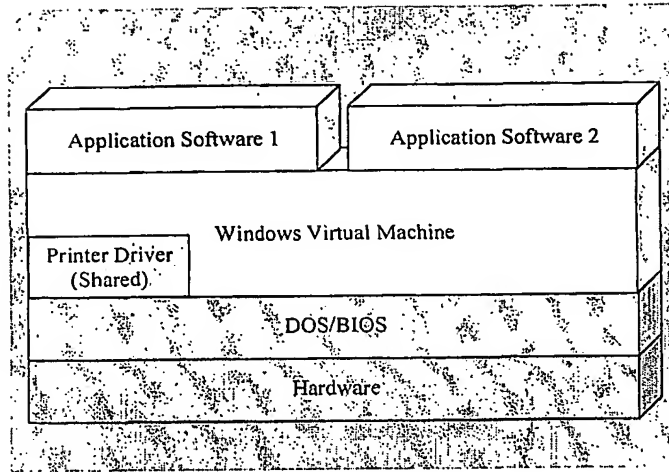 Application Software 1
Application Software 2
Windows Virtual Machine
Printer Driver
(Shared)
DOS/BIOS
Hardware